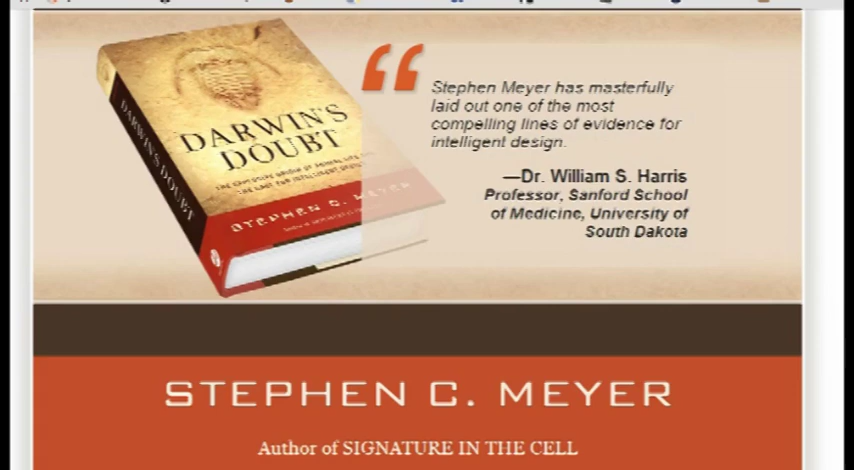 DARWIN'S
DOUBT
DARWIN'S DOUBT
STEPHEN C. MEYER
Stephen Meyer has masterfully
laid out one of the most
compelling lines of evidence for
intelligent design.
—Dr. William S. Harris
Professor, Sanford School
of Medicine, University of
South Dakota
STEPHEN C. MEYER
Author of SIGNATURE IN THE CELL